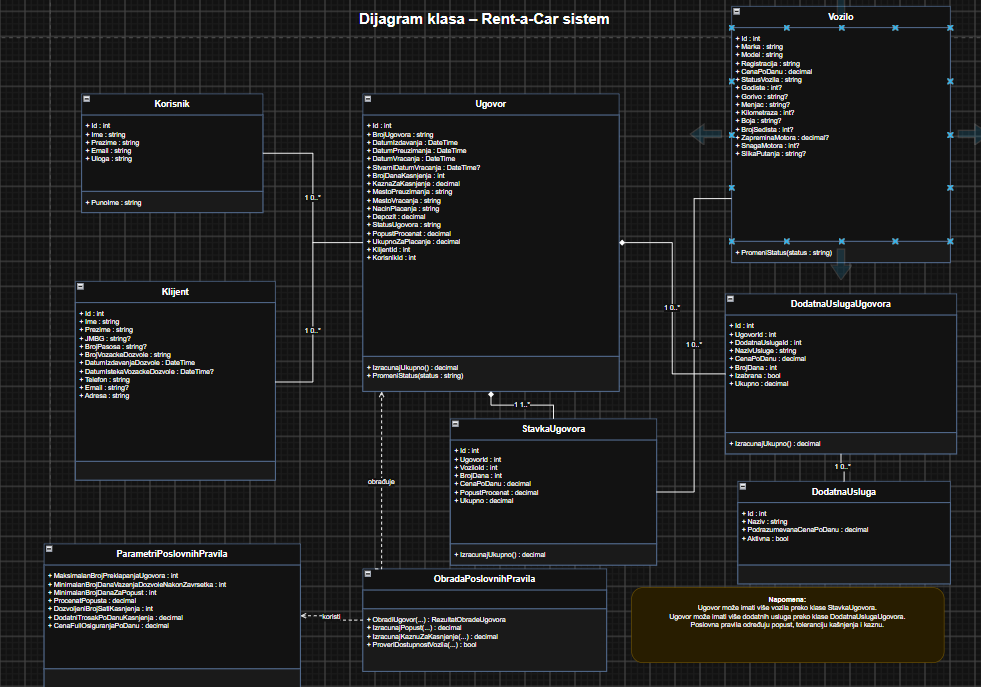 Dijagram klasa – Rent-a-Car sistem
Vozilo
+ Id : int
+ Marka : string
+ Model : string
+ Registracija : string
+ CenaPoDanu : decimal
+ StatusVozila : string
+ Godiste : int?
+ Gorivo : string?
+ Menjac : string?
+ Kilometraza : int?
+ Boja : string?
+ BrojSedista : int?
+ ZapreminaMotora : decimal?
+ SnagaMotora : int?
+ SlikaPutanja : string?
+ PromeniStatus(status : string)
Korisnik
+ Id : int
+ Ime : string
+ Prezime : string
+ Email : string
+ Uloga : string
+ PunoIme : string
Ugovor
+ Id : int
+ BrojUgovora : string
+ DatumIzdavanja : DateTime
+ DatumPreuzimanja : DateTime
+ DatumVracanja : DateTime
+ StvarniDatumVracanja : DateTime?
+ BrojDanaKasnjenja : int
+ KaznaZaKasnjenje : decimal
+ MestoPreuzimanja : string
+ MestoVracanja : string
+ NacinPlacanja : string
+ Depozit : decimal
+ StatusUgovora : string
+ PopustProcenat : decimal
+ UkupnoZaPlacanje : decimal
+ KlijentId : int
+ KorisnikId : int
+ IzracunajUkupno() : decimal
+ PromeniStatus(status : string)
1 0..*
1 0..*
1 0..*
1 0..*
Klijent
+ Id : int
+ Ime : string
+ Prezime : string
+ JMBG : string?
+ BrojPasosa : string?
+ BrojVozackeDozvole : string
+ DatumIzdavanjaDozvole : DateTime
+ DatumIstekaVozackeDozvole : DateTime?
+ Telefon : string
+ Email : string?
+ Adresa : string
DodatnaUslugaUgovora
+ Id : int
+ UgovorId : int
+ DodatnaUslugaId : int
+ NazivUsluge : string
+ CenaPoDanu : decimal
+ BrojDana : int
+ Izabrana : bool
+ Ukupno : decimal
+ IzracunajUkupno() : decimal
1 1..*
StavkaUgovora
+ Id : int
+ UgovorId : int
+ VoziloId : int
+ BrojDana : int
+ CenaPoDanu : decimal
+ PopustProcenat : decimal
+ Ukupno : decimal
+ IzracunajUkupno() : decimal
1 0..*
DodatnaUsluga
+ Id : int
+ Naziv : string
+ PodrazumevanaCenaPoDanu : decimal
+ Aktivna : bool
obrađuje
ParametriPoslovnihPravila
+ MaksimalanBrojPreklapanjaUgovora : int
+ MinimalanBrojDanaVazenjaDozvoleNakonZavrsetka : int
+ MinimalanBrojDanaZaPopust : int
+ ProcenatPopusta : decimal
+ DozvoljeniBrojSatiKasnjenja : int
+ DodatniTrosakPoDanuKasnjenja : decimal
+ CenaFullOsiguranjaPoDanu : decimal
koristi
ObradaPoslovnihPravila
+ ObradiUgovor(...) : RezultatObradeUgovora
+ IzracunajPopust(...) : decimal
+ IzracunajKaznuZaKasnjenje(...) : decimal
+ ProveriDostupnostVozila(...) : bool
Napomena:
Ugovor može imati više vozila preko klase StavkaUgovora.
Ugovor može imati više dodatnih usluga preko klase DodatnaUslugaUgovora.
Poslovna pravila određuju popust, toleranciju kašnjenja i kaznu.